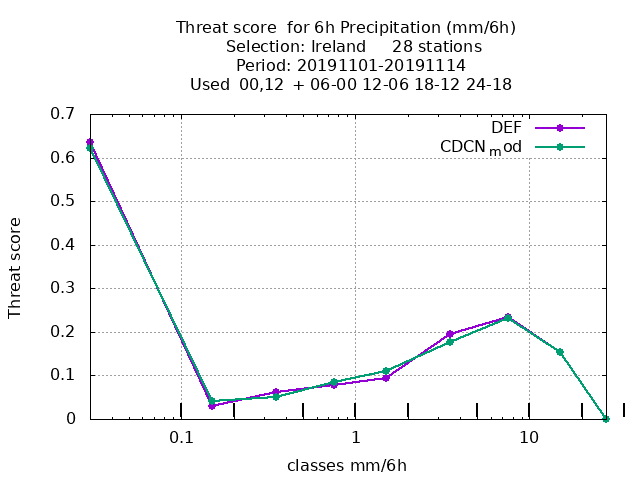 Threat score  for 6h Precipitation (mm/6h)
Selection: Ireland     28 stations
Period: 20191101-20191114
Used  00,12  + 06-00 12-06 18-12 24-18
DEF
CDCN_mod
0.7
0.6
0.5
0.4
0.3
0.2
0.1
0
Threat score
0.1 1 10
classes mm/6h